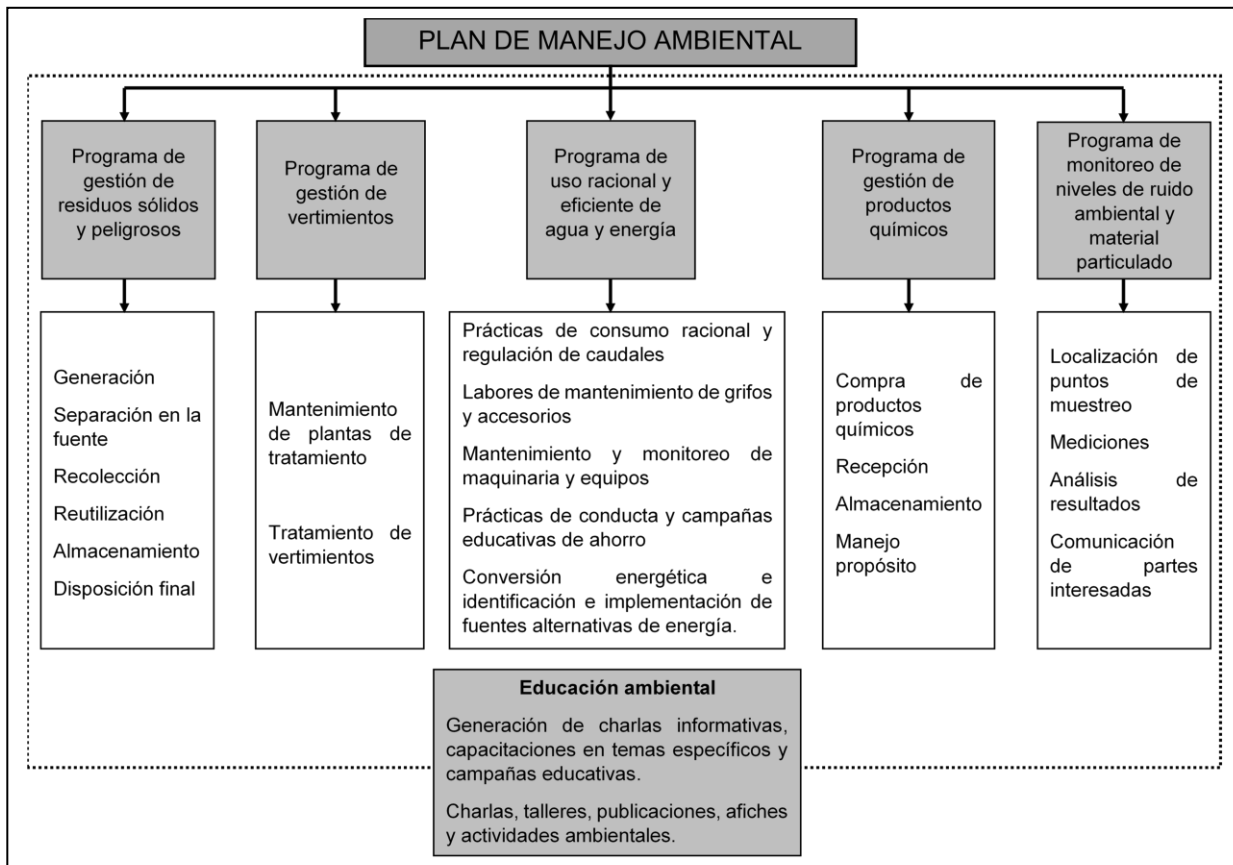 PLAN DE MANEJO AMBIENTAL
Programa de
gestión de
residuos sólidos
y peligrosos
Programa de
gestión de
vertimientos
Programa de
uso racional y
eficiente de
agua y energía
Programa de
gestión de
productos
químicos
Programa de
monitoreo de
niveles de ruido
ambiental y
material
particulado
Generación
Separación en la
fuente
Recolección
Reutilización
Almacenamiento
Disposición final
Mantenimiento
de plantas de
tratamiento
Tratamiento de
vertimientos
Prácticas de consumo racional y
regulación de caudales
Labores de mantenimiento de grifos
y accesorios
Mantenimiento y monitoreo de
maquinaria y equipos
Prácticas de conducta y campañas
educativas de ahorro
Conversión energética e
identificación e implementación de
fuentes alternativas de energía.
Compra de
productos
químicos
Recepción
Almacenamiento
Manejo
propósito
Localización de
puntos de
muestreo
Mediciones
Análisis de
resultados
Comunicación
de partes
interesadas
Educación ambiental
Generación de charlas informativas,
capacitaciones en temas específicos y
campañas educativas.
Charlas, talleres, publicaciones, afiches
y actividades ambientales.